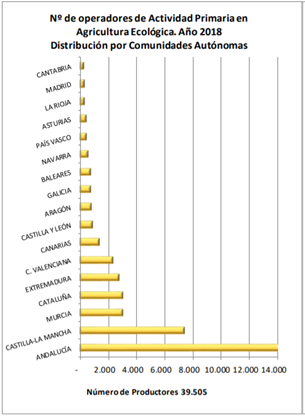 Nº de operadores de Actividad Primaria en
Agricultura Ecológica. Año 2018
Distribución por Comunidades Autónomas
CANTABRIA
MADRID
LA RIOJA
ASTURIAS
PAÍS VASCO
NAVARRA
BALEARES
GALICIA
ARAGÓN
CASTILLA Y LEÓN
CANARIAS
C. VALENCIANA
EXTREMADURA
CATALUÑA
MURCIA
CASTILLA-LA MANCHA
ANDALUCÍA
- 2.000 4.000 6.000 8.000 10.000 12.000 14.000
Número de Productores 39.505